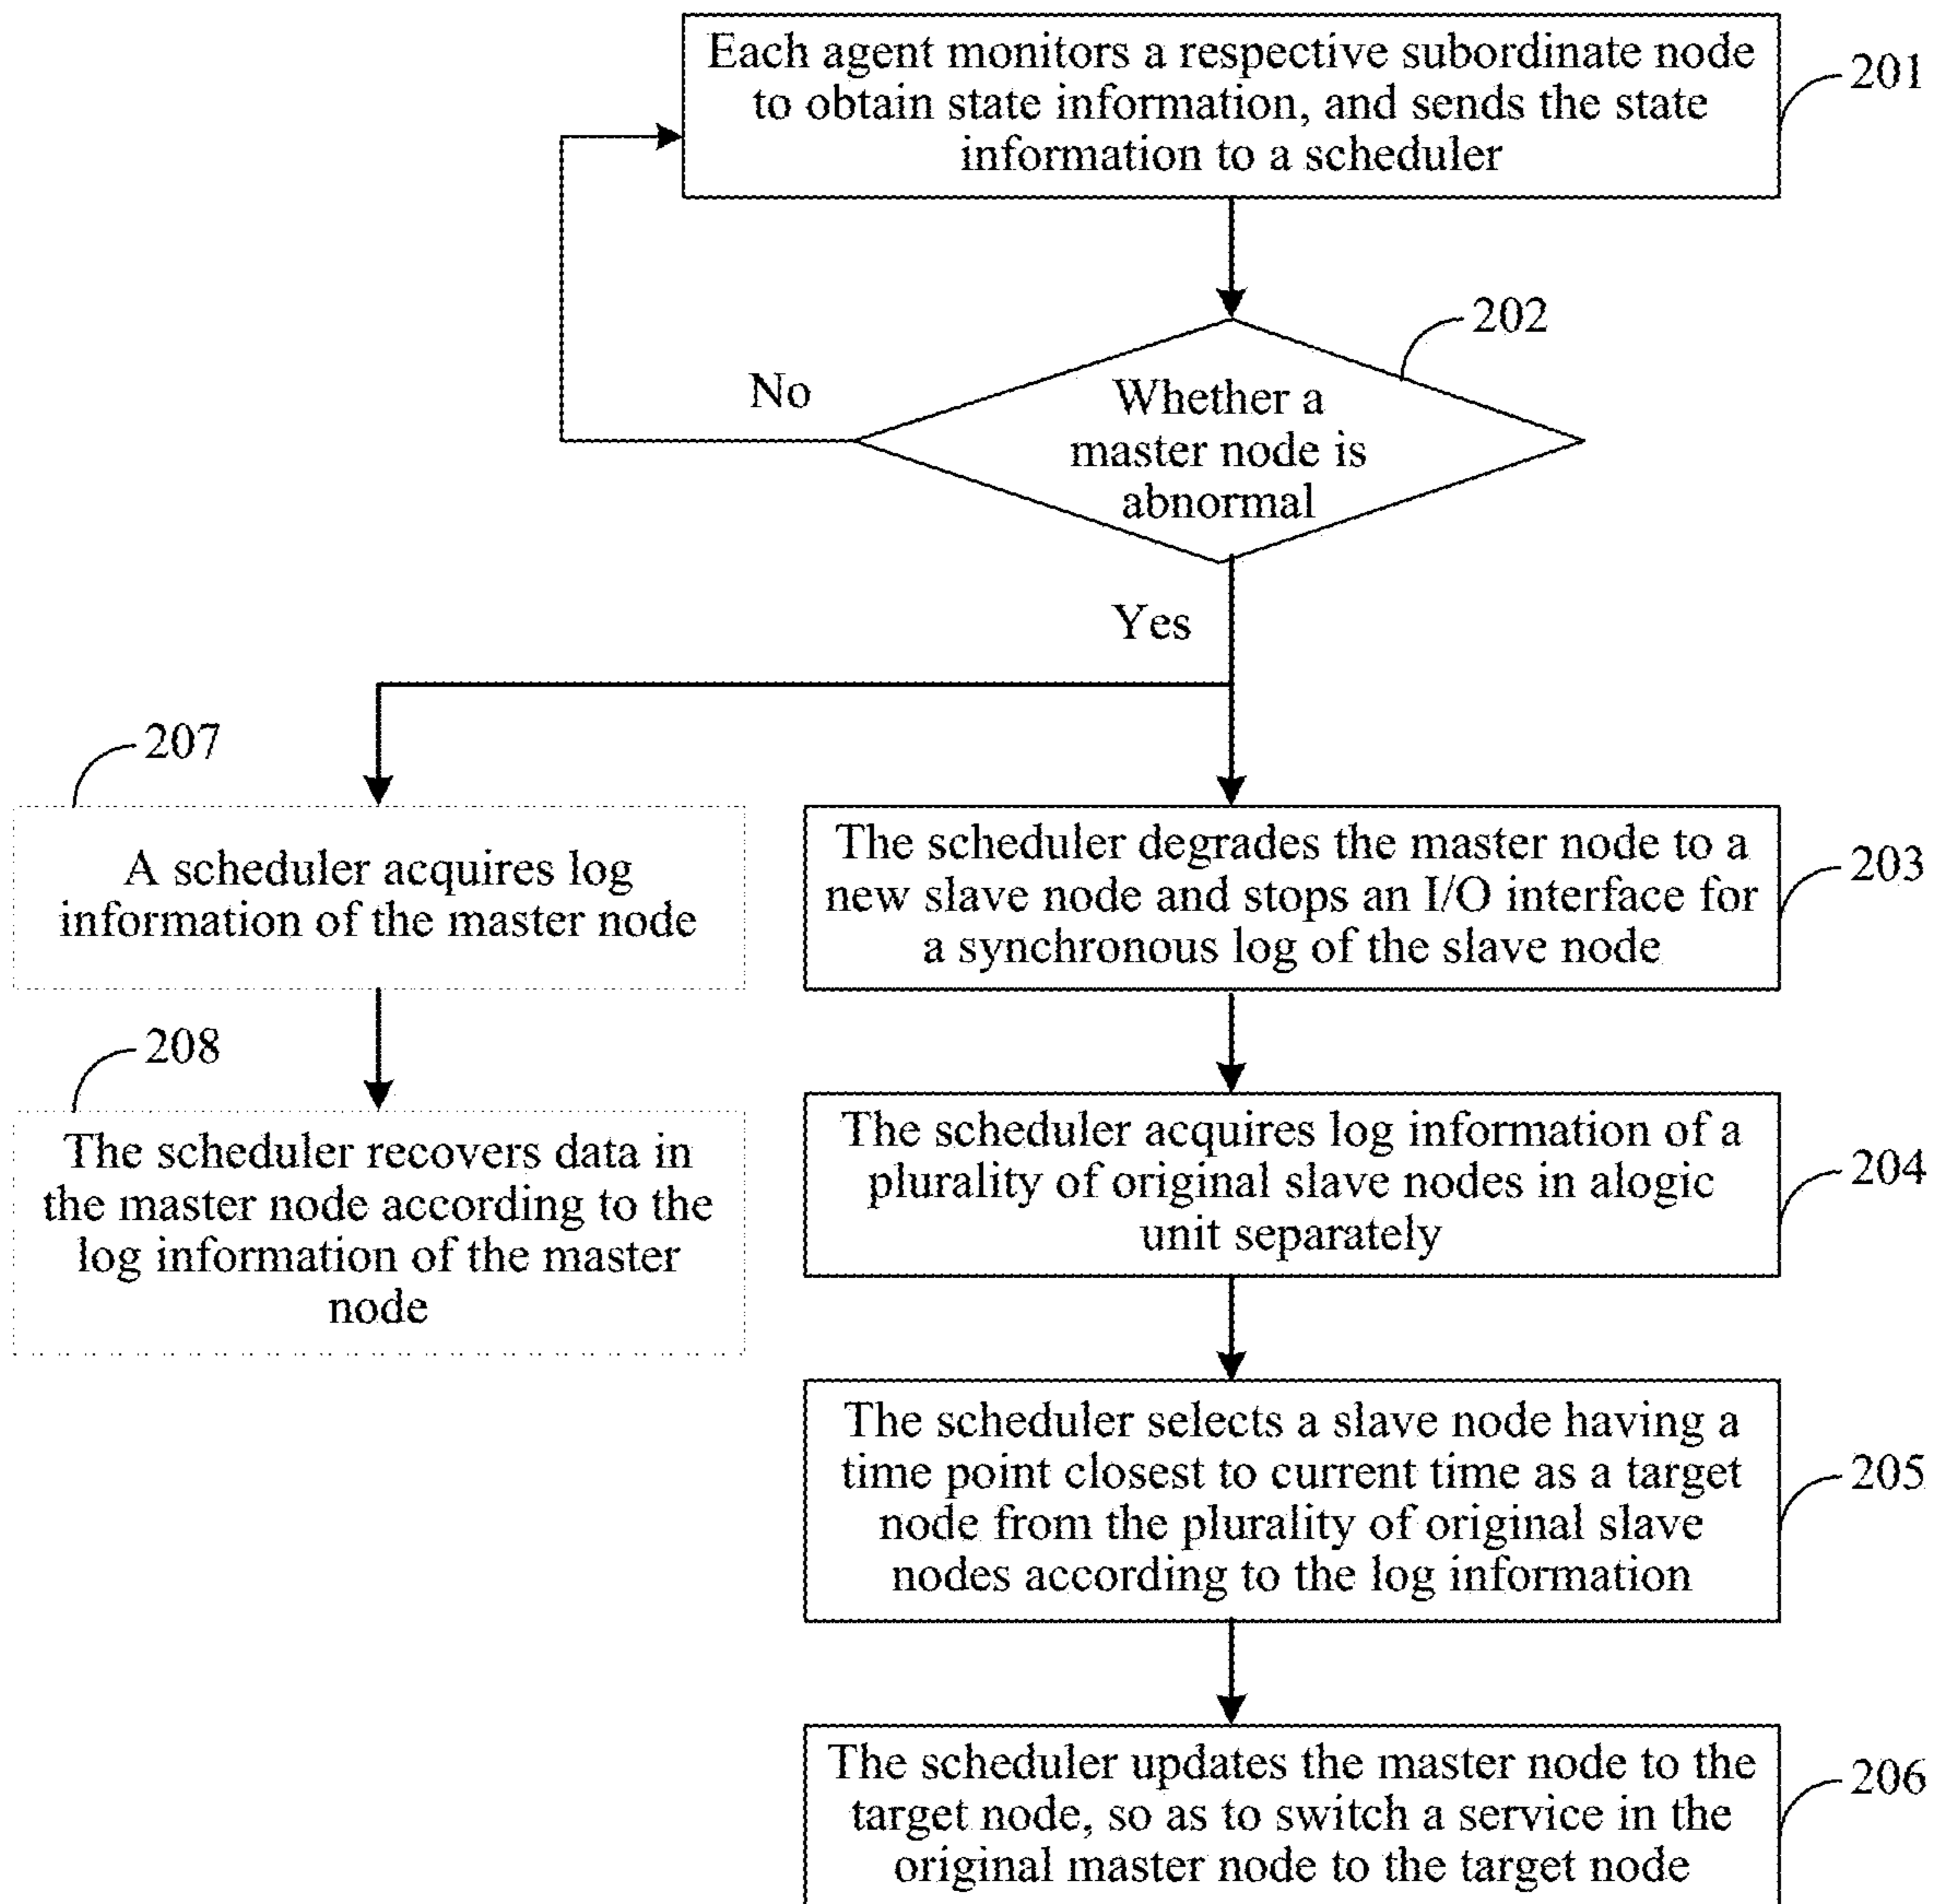 Each agent monitors a respective subordinate node
to obtain state information, and sends the state
information to a scheduler
201
202
No
Whether a
master node is
abnormal
Yes
207
A scheduler acquires log
information of the master node
The scheduler degrades the master node to a
new slave node and stops an I/O interface for
a synchronous log of the slave node
203
208
The scheduler recovers data in
the master node according to the
log information of the master
node
The scheduler acquires log information of a
plurality of original slave nodes in alogic
unit separately
204
The scheduler selects a slave node having a
time point closest to current time as a target
node from the plurality of original slave
nodes according to the log information
205
The scheduler updates the master node to the
target node, so as to switch a service in the
original master node to the target node
206